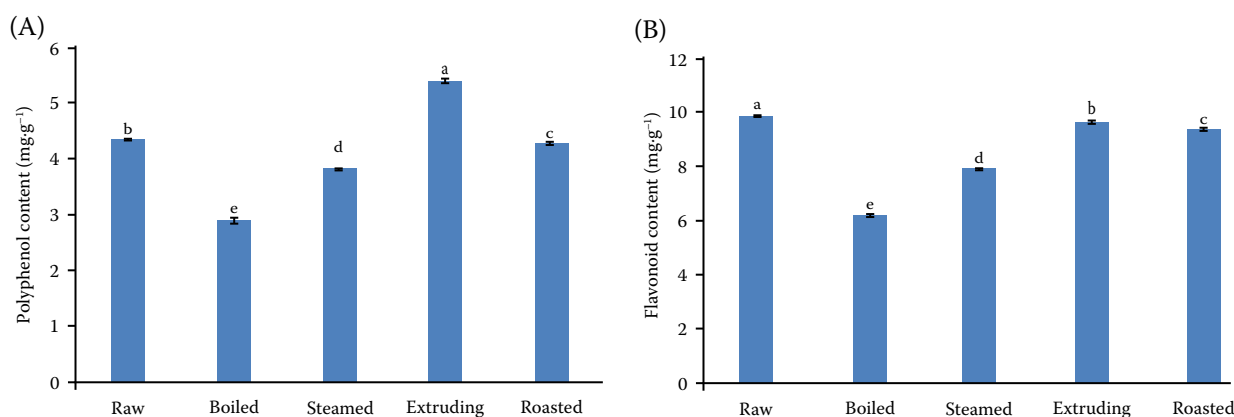 (A)
Polyphenol content (mg·g⁻¹)
6
5
4
3
2
1
0
b
e
d
a
c
Raw Boiled Steamed Extruding Roasted
(B)
Flavonoid content (mg·g⁻¹)
12
10
8
6
4
2
0
a
e
d
b
c
Raw Boiled Steamed Extruding Roasted